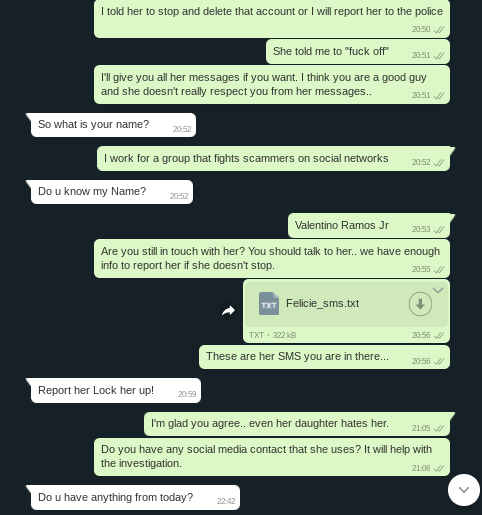 I told her to stop and delete that account or I will report her to the police
20:50
She told me to "fuck off"
20:51
I'll give you all her messages if you want. I think you are a good guy
and she doesn't really respect you from her messages..
20:51
So what is your name?
20:52
I work for a group that fights scammers on social networks
20:52
Do u know my Name?
20:52
Valentino Ramos Jr
20:53
Are you still in touch with her? You should talk to her.. we have enough
info to report her if she doesn't stop.
20:55
TXT
Felicie_sms.txt
TXT • 322 kB
20:56
These are her SMS you are in there...
20:56
Report her Lock her up!
20:59
I'm glad you agree.. even her daughter hates her.
21:05
Do you have any social media contact that she uses? It will help with
the investigation.
21:06
Do u have anything from today?
22:42